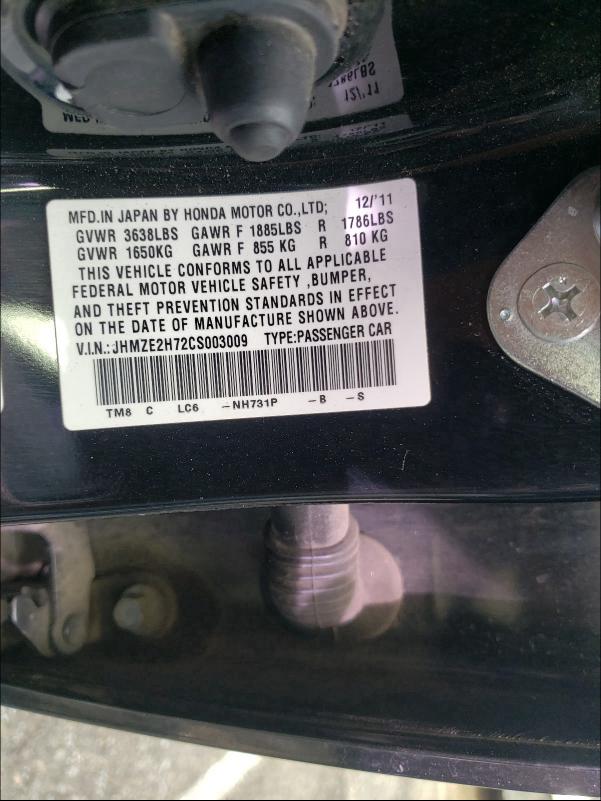 MFD.IN JAPAN BY HONDA MOTOR CO.,LTD; 12/'11
GVWR 3638LBS GAWR F 1885LBS R 1786LBS
GVWR 1650KG GAWR F 855 KG R 810 KG
THIS VEHICLE CONFORMS TO ALL APPLICABLE
FEDERAL MOTOR VEHICLE SAFETY ,BUMPER,
AND THEFT PREVENTION STANDARDS IN EFFECT
ON THE DATE OF MANUFACTURE SHOWN ABOVE.
V.I.N.:JHMZE2H72CS003009 TYPE:PASSENGER CAR
TM8 C LC6 -NH731P -B -S